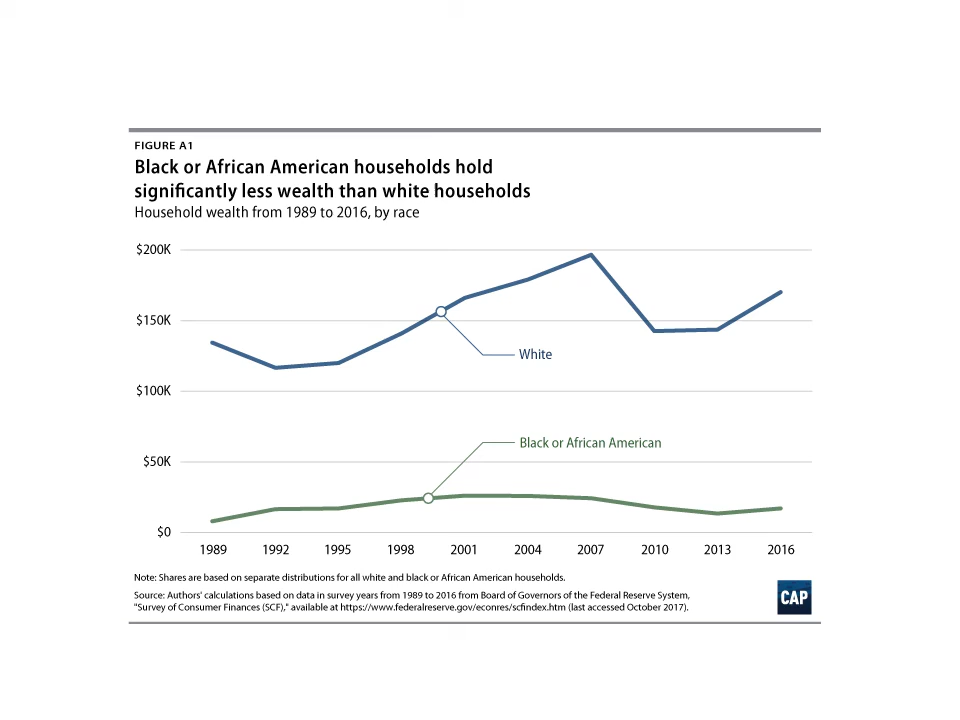 FIGURE A1
Black or African American households hold
significantly less wealth than white households
Household wealth from 1989 to 2016, by race
$200K
$150K
White
$100K
Black or African American
$50K
$0
1989 1992 1995 1998 2001 2004 2007 2010 2013 2016
Note: Shares are based on separate distributions for all white and black or African American households.
Source: Authors' calculations based on data in survey years from 1989 to 2016 from Board of Governors of the Federal Reserve System,
"Survey of Consumer Finances (SCF)," available at https://www.federalreserve.gov/econres/scfindex.htm (last accessed October 2017).
CAP